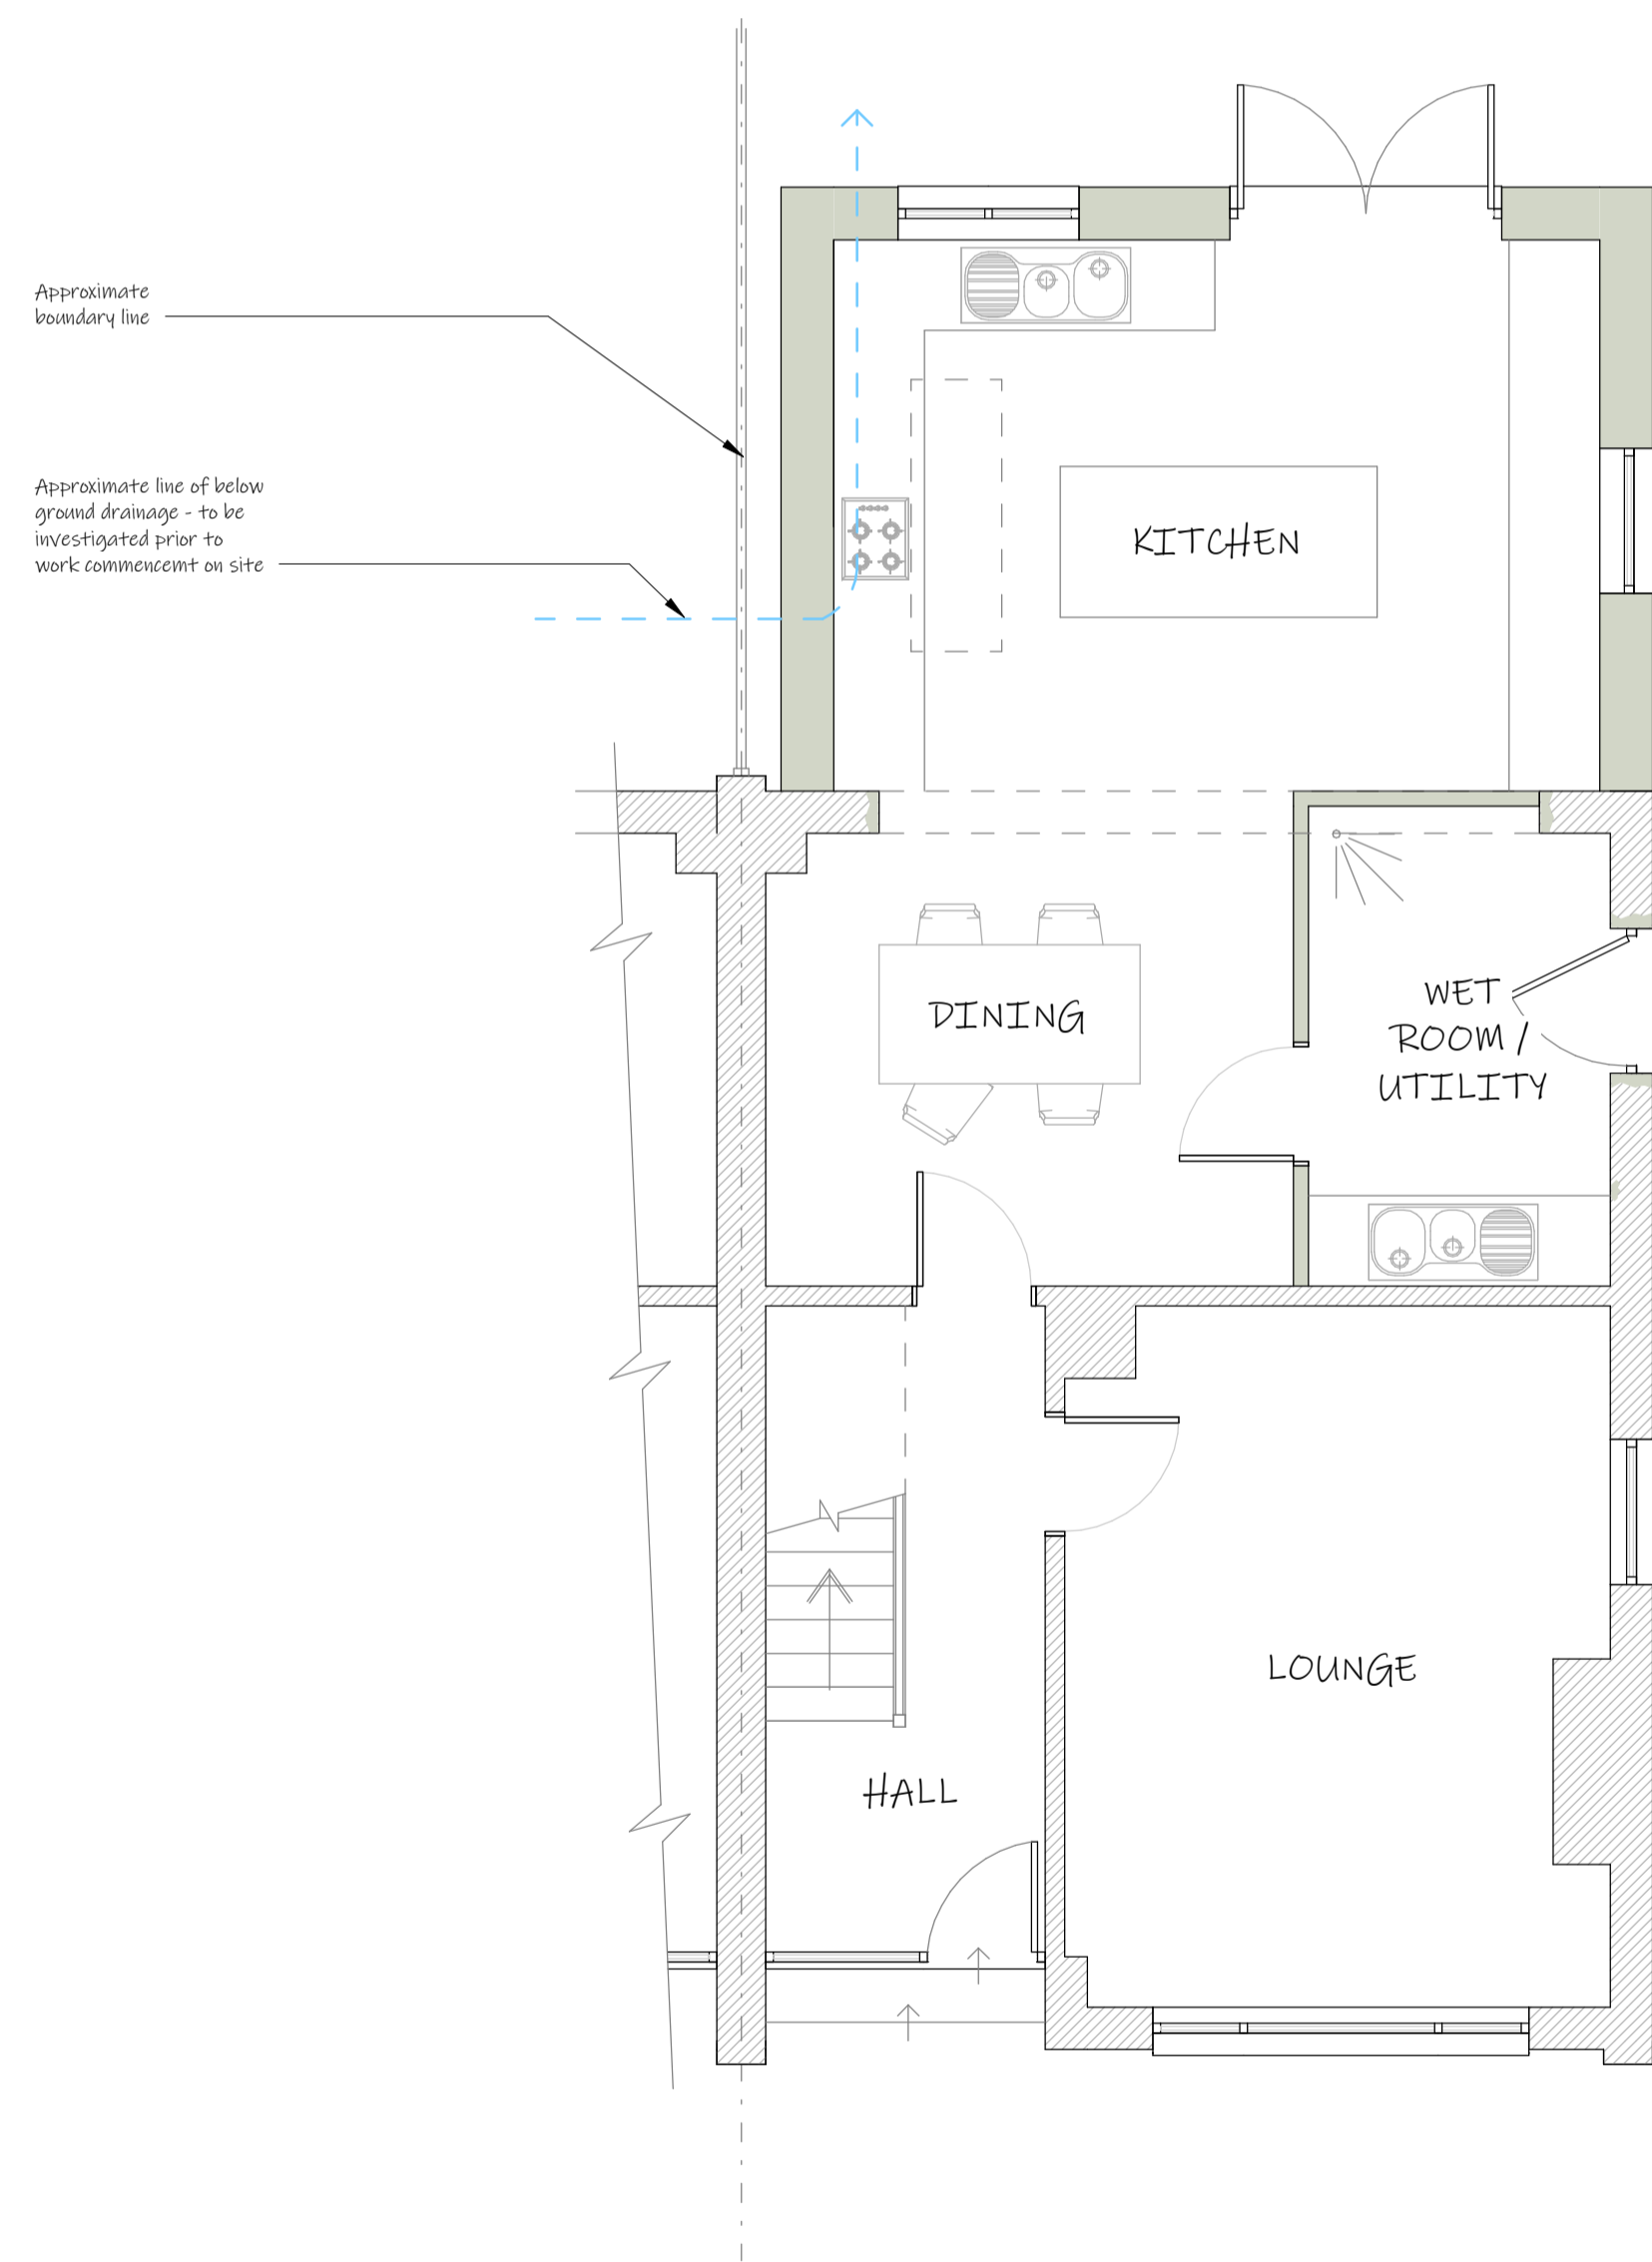 Approximate
boundary line
Approximate line of below
ground drainage - to be
investigated prior to
work commencemt on site
KITCHEN
DINING
WET
ROOM /
UTILITY
LOUNGE
HALL